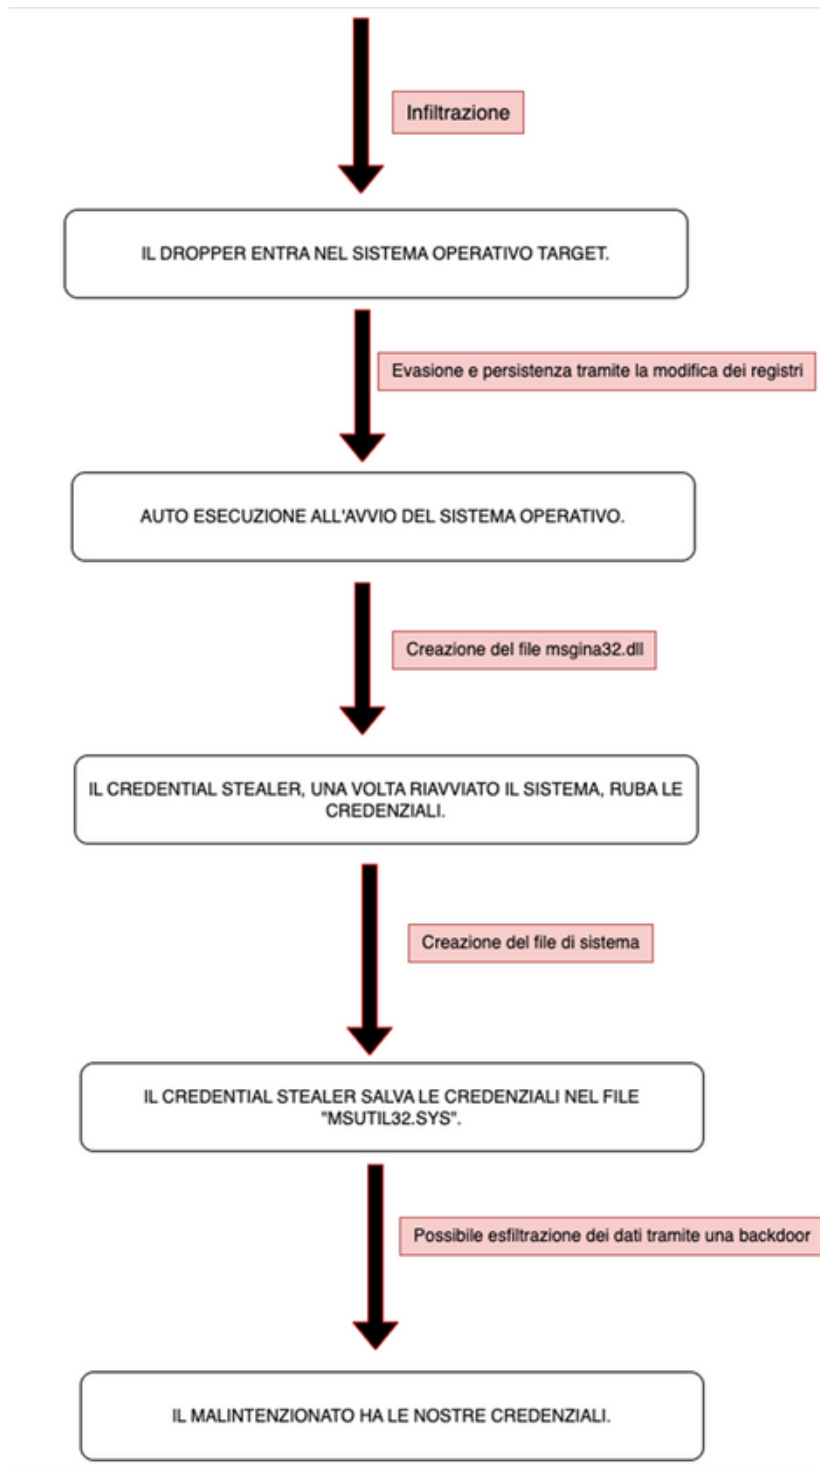 Infiltrazione
IL DROPPER ENTRA NEL SISTEMA OPERATIVO TARGET.
Evasione e persistenza tramite la modifica dei registri
AUTO ESECUZIONE ALL'AVVIO DEL SISTEMA OPERATIVO.
Creazione del file msgina32.dll
IL CREDENTIAL STEALER, UNA VOLTA RIAVVIATO IL SISTEMA, RUBA LE
CREDENZIALI.
Creazione del file di sistema
IL CREDENTIAL STEALER SALVA LE CREDENZIALI NEL FILE
"MSUTIL32.SYS".
Possibile esfiltrazione dei dati tramite una backdoor
IL MALINTENZIONATO HA LE NOSTRE CREDENZIALI.